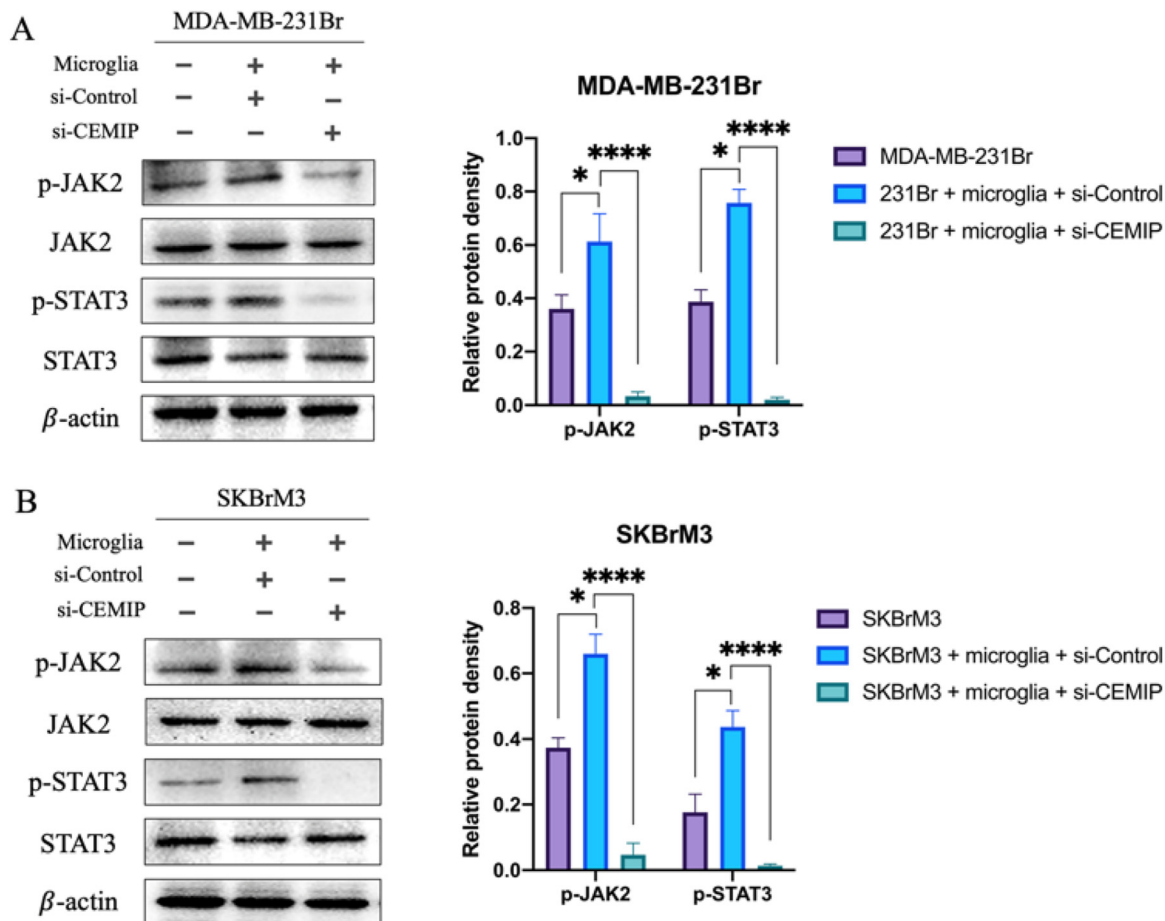 A
MDA-MB-231Br
Microglia − + +
si-Control − + −
si-CEMIP − − +
p-JAK2
JAK2
p-STAT3
STAT3
β-actin
MDA-MB-231Br
Relative protein density
1.0
0.8
0.6
0.4
0.2
0.0
* **** * ****
p-JAK2 p-STAT3
MDA-MB-231Br
231Br + microglia + si-Control
231Br + microglia + si-CEMIP
B
SKBrM3
Microglia − + +
si-Control − + −
si-CEMIP − − +
p-JAK2
JAK2
p-STAT3
STAT3
β-actin
SKBrM3
Relative protein density
0.8
0.6
0.4
0.2
0.0
* **** * ****
p-JAK2 p-STAT3
SKBrM3
SKBrM3 + microglia + si-Control
SKBrM3 + microglia + si-CEMIP